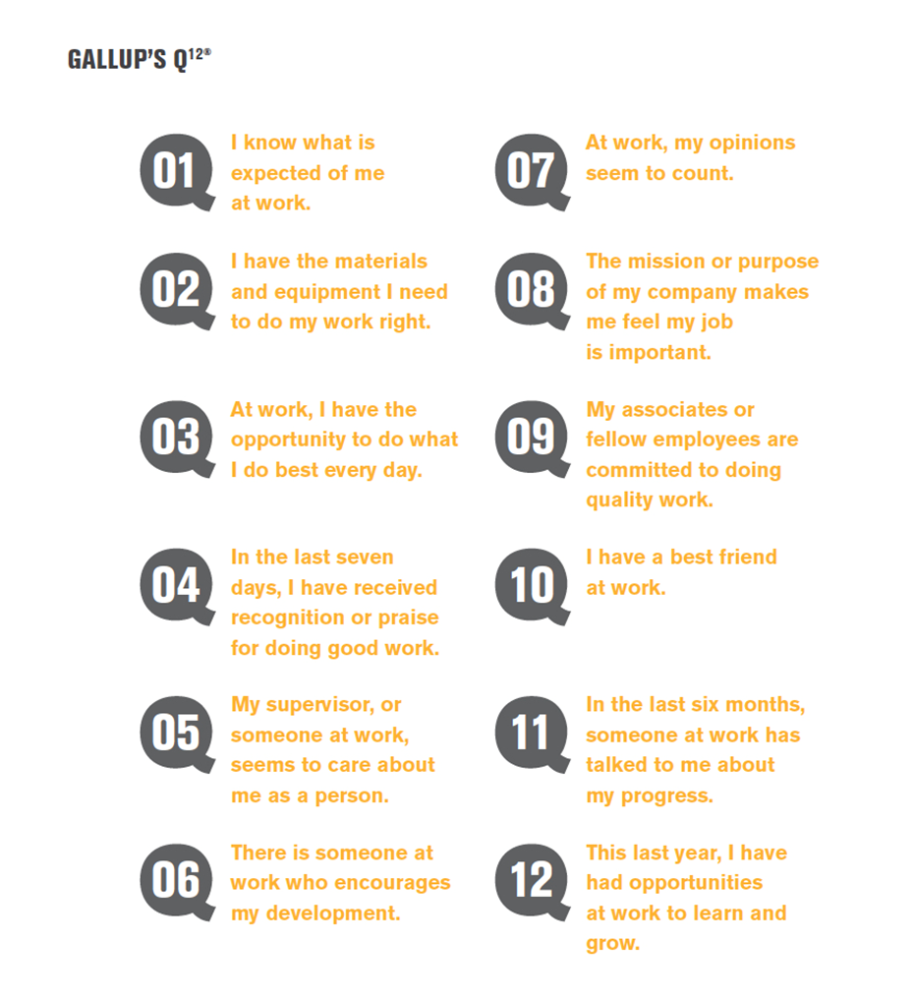 GALLUP'S Q12®
01
I know what is
expected of me
at work.
02
I have the materials
and equipment I need
to do my work right.
03
At work, I have the
opportunity to do what
I do best every day.
04
In the last seven
days, I have received
recognition or praise
for doing good work.
05
My supervisor, or
someone at work,
seems to care about
me as a person.
06
There is someone at
work who encourages
my development.
07
At work, my opinions
seem to count.
08
The mission or purpose
of my company makes
me feel my job
is important.
09
My associates or
fellow employees are
committed to doing
quality work.
10
I have a best friend
at work.
11
In the last six months,
someone at work has
talked to me about
my progress.
12
This last year, I have
had opportunities
at work to learn and
grow.